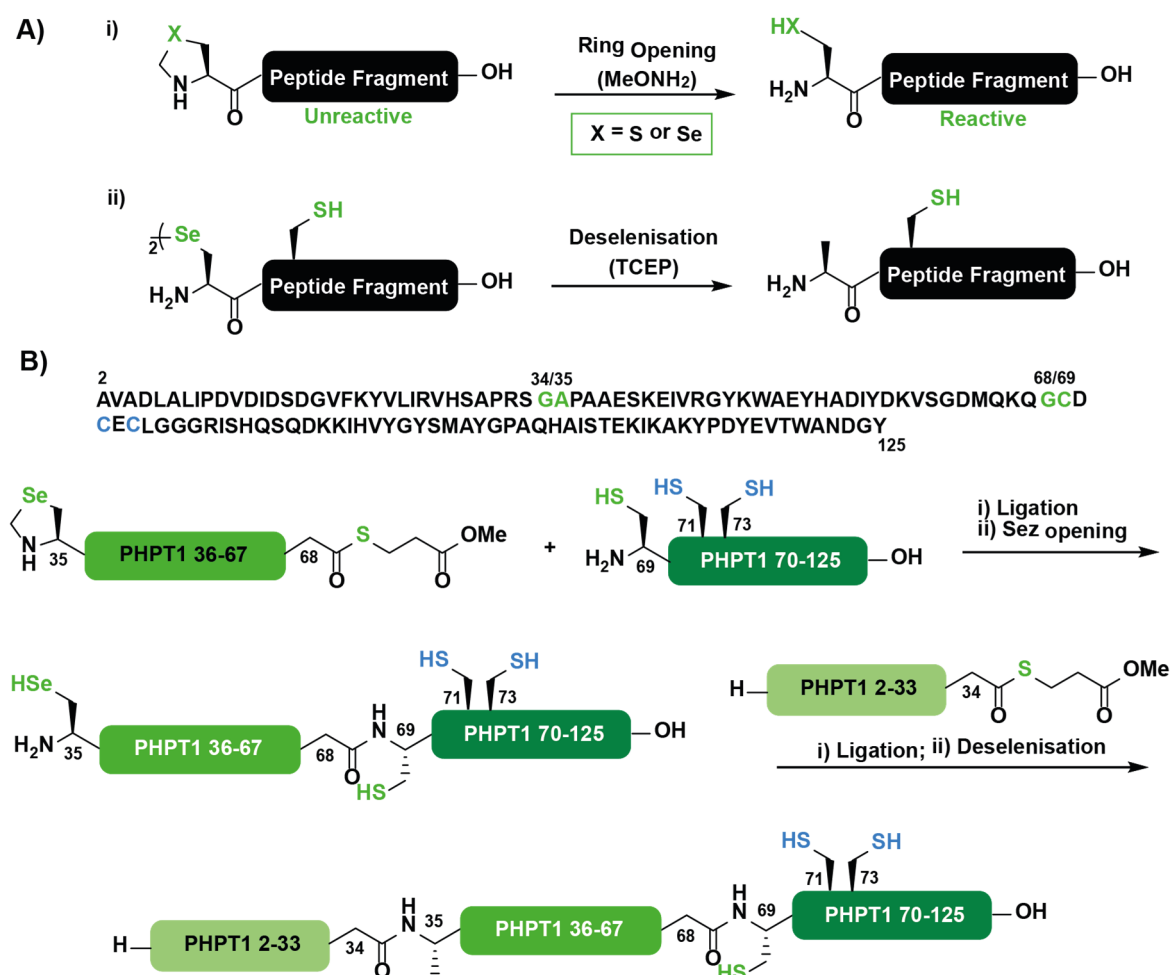 A)
i)
X
N
H
O
Peptide Fragment
OH
Unreactive
Ring Opening
(MeONH2)
X = S or Se
HX
H2N
O
Peptide Fragment
OH
Reactive
ii)
2
Se
H2N
O
SH
Peptide Fragment
OH
Deselenisation
(TCEP)
H2N
O
SH
Peptide Fragment
OH
B)
2 34/35 68/69
AVADLALIPDVDIDSDGVFKYVLIRVHSAPRSGAPAAESKEIVRGYKWAEYHADIYDKVSGDMQKQGCD
CECLGGGRISHQSQDKKIHVYGYSMAYGPAQHAISTEKIKAKYPDYEVTWANDGY
125
Se
N
H
35
PHPT1 36-67
68
O
S
O
OMe
+
HS
H2N
69
HS
71
SH
73
PHPT1 70-125
OH
i) Ligation
ii) Sez opening
HSe
H2N
35
PHPT1 36-67
68
O
H
N
69
HS
HS
71
SH
73
PHPT1 70-125
OH
H
PHPT1 2-33
34
O
S
O
OMe
i) Ligation; ii) Deselenisation
H
PHPT1 2-33
34
O
H
N
35
PHPT1 36-67
68
O
H
N
69
HS
HS
71
SH
73
PHPT1 70-125
OH